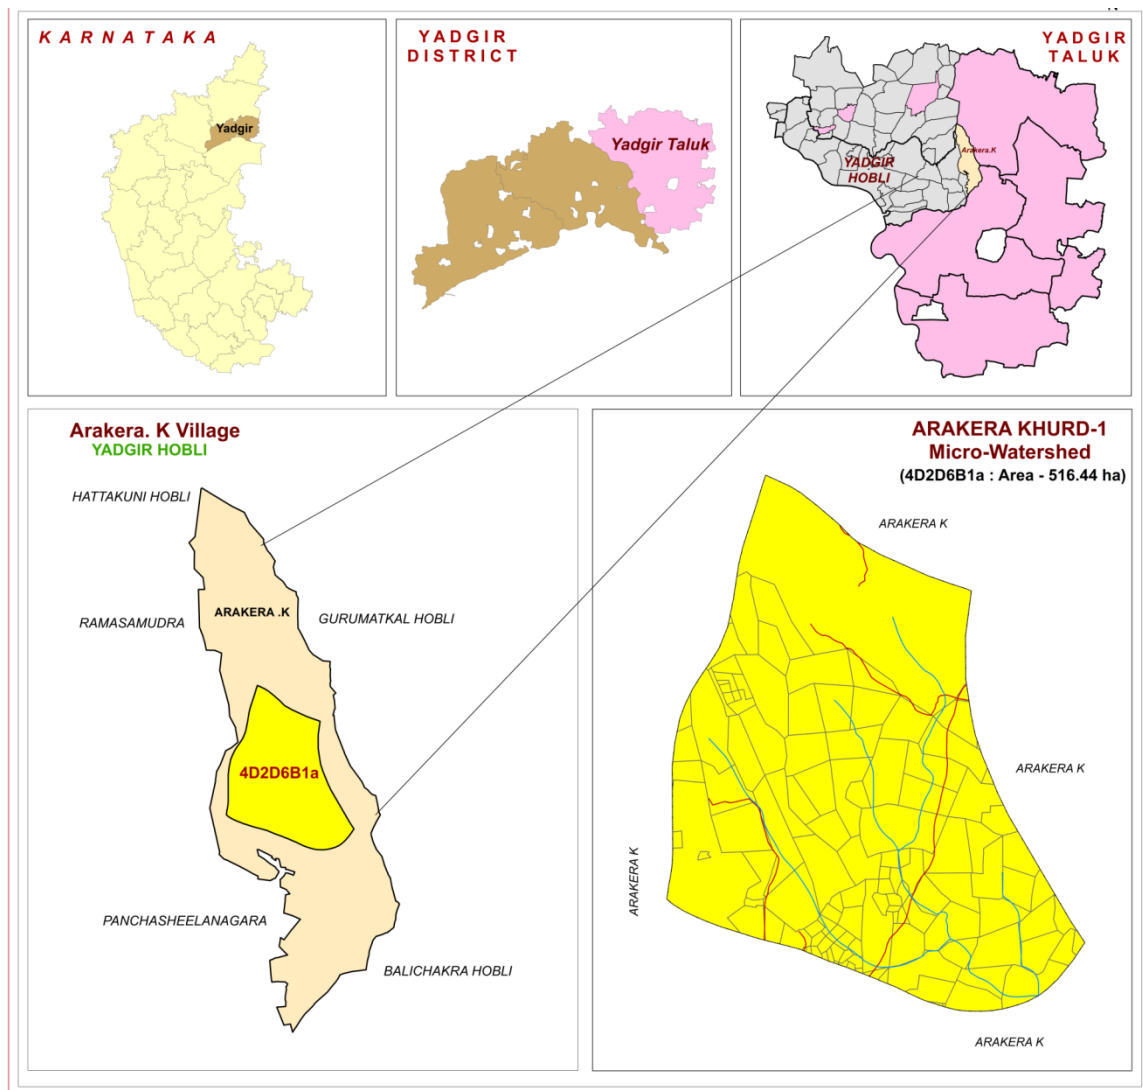 K A R N A T A K A
Yadgir
YADGIR
DISTRICT
Yadgir Taluk
YADGIR
TALUK
Arakera.K
YADGIR
HOBLI
Arakera. K Village
YADGIR HOBLI
HATTAKUNI HOBLI
ARAKERA .K
RAMASAMUDRA
GURUMATKAL HOBLI
4D2D6B1a
PANCHASHEELANAGARA
BALICHAKRA HOBLI
ARAKERA KHURD-1
Micro-Watershed
(4D2D6B1a : Area - 516.44 ha)
ARAKERA K
ARAKERA K
ARAKERA K
ARAKERA K